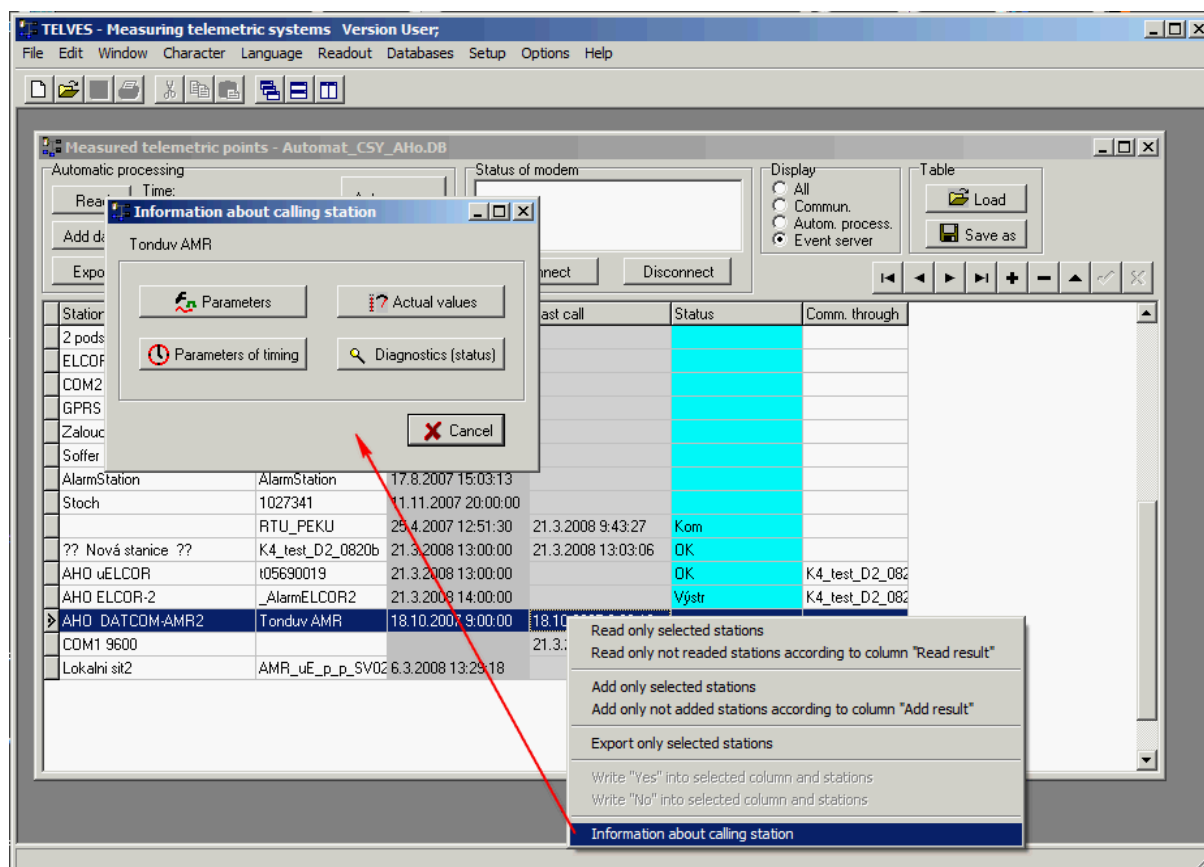 TELVES - Measuring telemetric systems Version User;
File Edit Window Character Language Readout Databases Setup Options Help
Measured telemetric points - Automat_CSY_AHo.DB
Automatic processing
Time:
Add
Status of modem
Disconnect
Display
All
Commun.
Autom. process.
Event server
Table
Load
Save as
Information about calling station
Tonduv AMR
Parameters
Actual values
Parameters of timing
Diagnostics (status)
Cancel
Status Comm. through
2
COM2
GPRS
Soffer
AlarmStation AlarmStation 17.8.2007 15:03:13
Stoch 1027341 11.11.2007 20:00:00
RTU_PEKU 25.4.2007 12:51:30 21.3.2008 9:43:27 Kom
?? Nová stanice ?? K4_test_D2_0820b 21.3.2008 13:00:00 21.3.2008 13:03:06 OK
AHO uELCOR t05690019 21.3.2008 13:00:00 OK K4_test_D2_082
AHO ELCOR-2 _AlarmELCOR2 21.3.2008 14:00:00 Výstr K4_test_D2_082
AHO DATCOM-AMR2 Tonduv AMR 18.10.2007 9:00:00
COM1 9600
Lokalni sit2 AMR_uE_p_p_SV02 6.3.2008 13:29:18
Read only selected stations
Read only not readed stations according to column "Read result"
Add only selected stations
Add only not added stations according to column "Add result"
Export only selected stations
Write "Yes" into selected column and stations
Write "No" into selected column and stations
Information about calling station